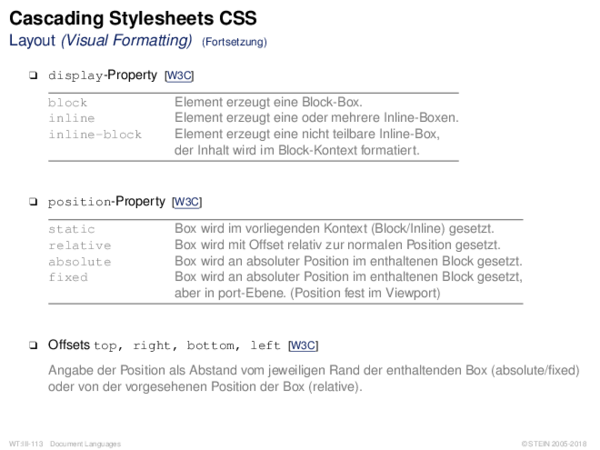 Cascading Stylesheets CSS
Layout (Visual Formatting) (Fortsetzung)
❑ display-Property [W3C]
block Element erzeugt eine Block-Box.
inline Element erzeugt eine oder mehrere Inline-Boxen.
inline-block Element erzeugt eine nicht teilbare Inline-Box,
der Inhalt wird im Block-Kontext formatiert.
❑ position-Property [W3C]
static Box wird im vorliegenden Kontext (Block/Inline) gesetzt.
relative Box wird mit Offset relativ zur normalen Position gesetzt.
absolute Box wird an absoluter Position im enthaltenen Block gesetzt.
fixed Box wird an absoluter Position im enthaltenen Block gesetzt,
aber in port-Ebene. (Position fest im Viewport)
❑ Offsets top, right, bottom, left [W3C]
Angabe der Position als Abstand vom jeweiligen Rand der enthaltenden Box (absolute/fixed)
oder von der vorgesehenen Position der Box (relative).
WT:III-113 Document Languages © STEIN 2005-2018